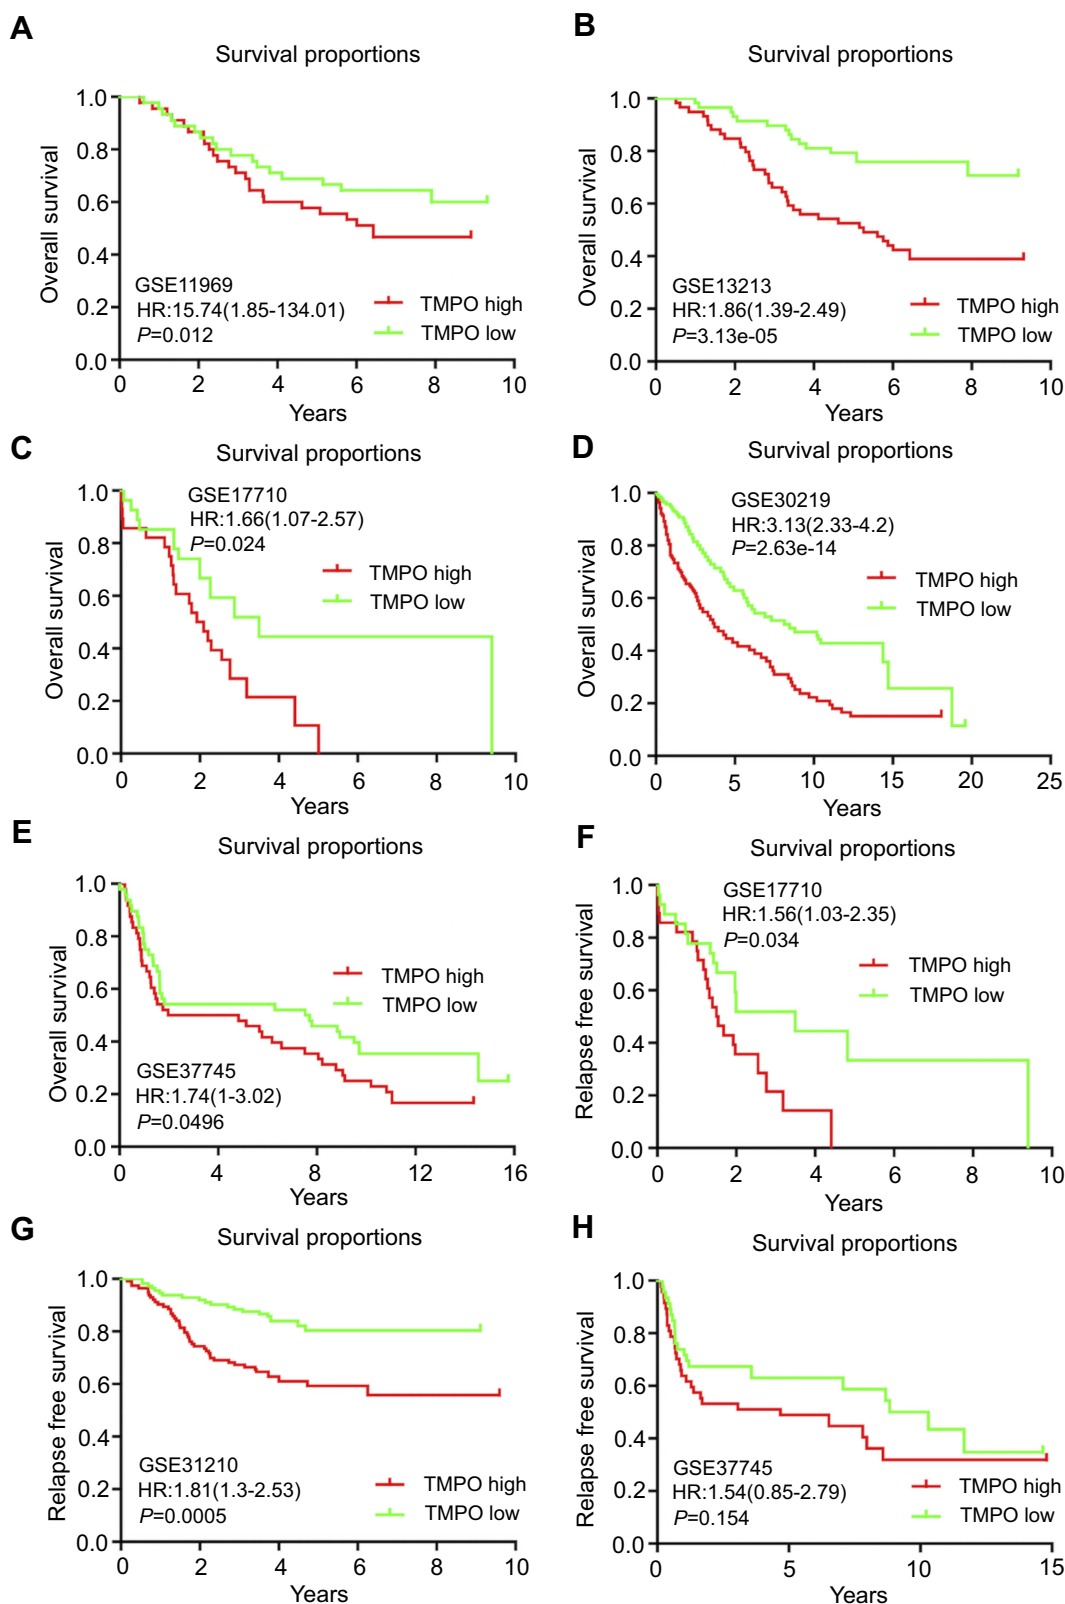 A
Survival proportions
Overall survival
1.0
0.8
0.6
0.4
0.2
0.0
GSE11969
HR:15.74(1.85-134.01)
P=0.012
TMPO high
TMPO low
0 2 4 6 8 10
Years
B
Survival proportions
Overall survival
1.0
0.8
0.6
0.4
0.2
0.0
GSE13213
HR:1.86(1.39-2.49)
P=3.13e-05
TMPO high
TMPO low
0 2 4 6 8 10
Years
C
Survival proportions
Overall survival
1.0
0.8
0.6
0.4
0.2
0.0
GSE17710
HR:1.66(1.07-2.57)
P=0.024
TMPO high
TMPO low
0 2 4 6 8 10
Years
D
Survival proportions
Overall survival
1.0
0.8
0.6
0.4
0.2
0.0
GSE30219
HR:3.13(2.33-4.2)
P=2.63e-14
TMPO high
TMPO low
0 5 10 15 20 25
Years
E
Survival proportions
Overall survival
1.0
0.8
0.6
0.4
0.2
0.0
TMPO high
TMPO low
GSE37745
HR:1.74(1-3.02)
P=0.0496
0 4 8 12 16
Years
F
Survival proportions
Relapse free survival
1.0
0.8
0.6
0.4
0.2
0.0
GSE17710
HR:1.56(1.03-2.35)
P=0.034
TMPO high
TMPO low
0 2 4 6 8 10
Years
G
Survival proportions
Relapse free survival
1.0
0.8
0.6
0.4
0.2
0.0
GSE31210
HR:1.81(1.3-2.53)
P=0.0005
TMPO high
TMPO low
0 2 4 6 8 10
Years
H
Survival proportions
Relapse free survival
1.0
0.8
0.6
0.4
0.2
0.0
GSE37745
HR:1.54(0.85-2.79)
P=0.154
TMPO high
TMPO low
0 5 10 15
Years